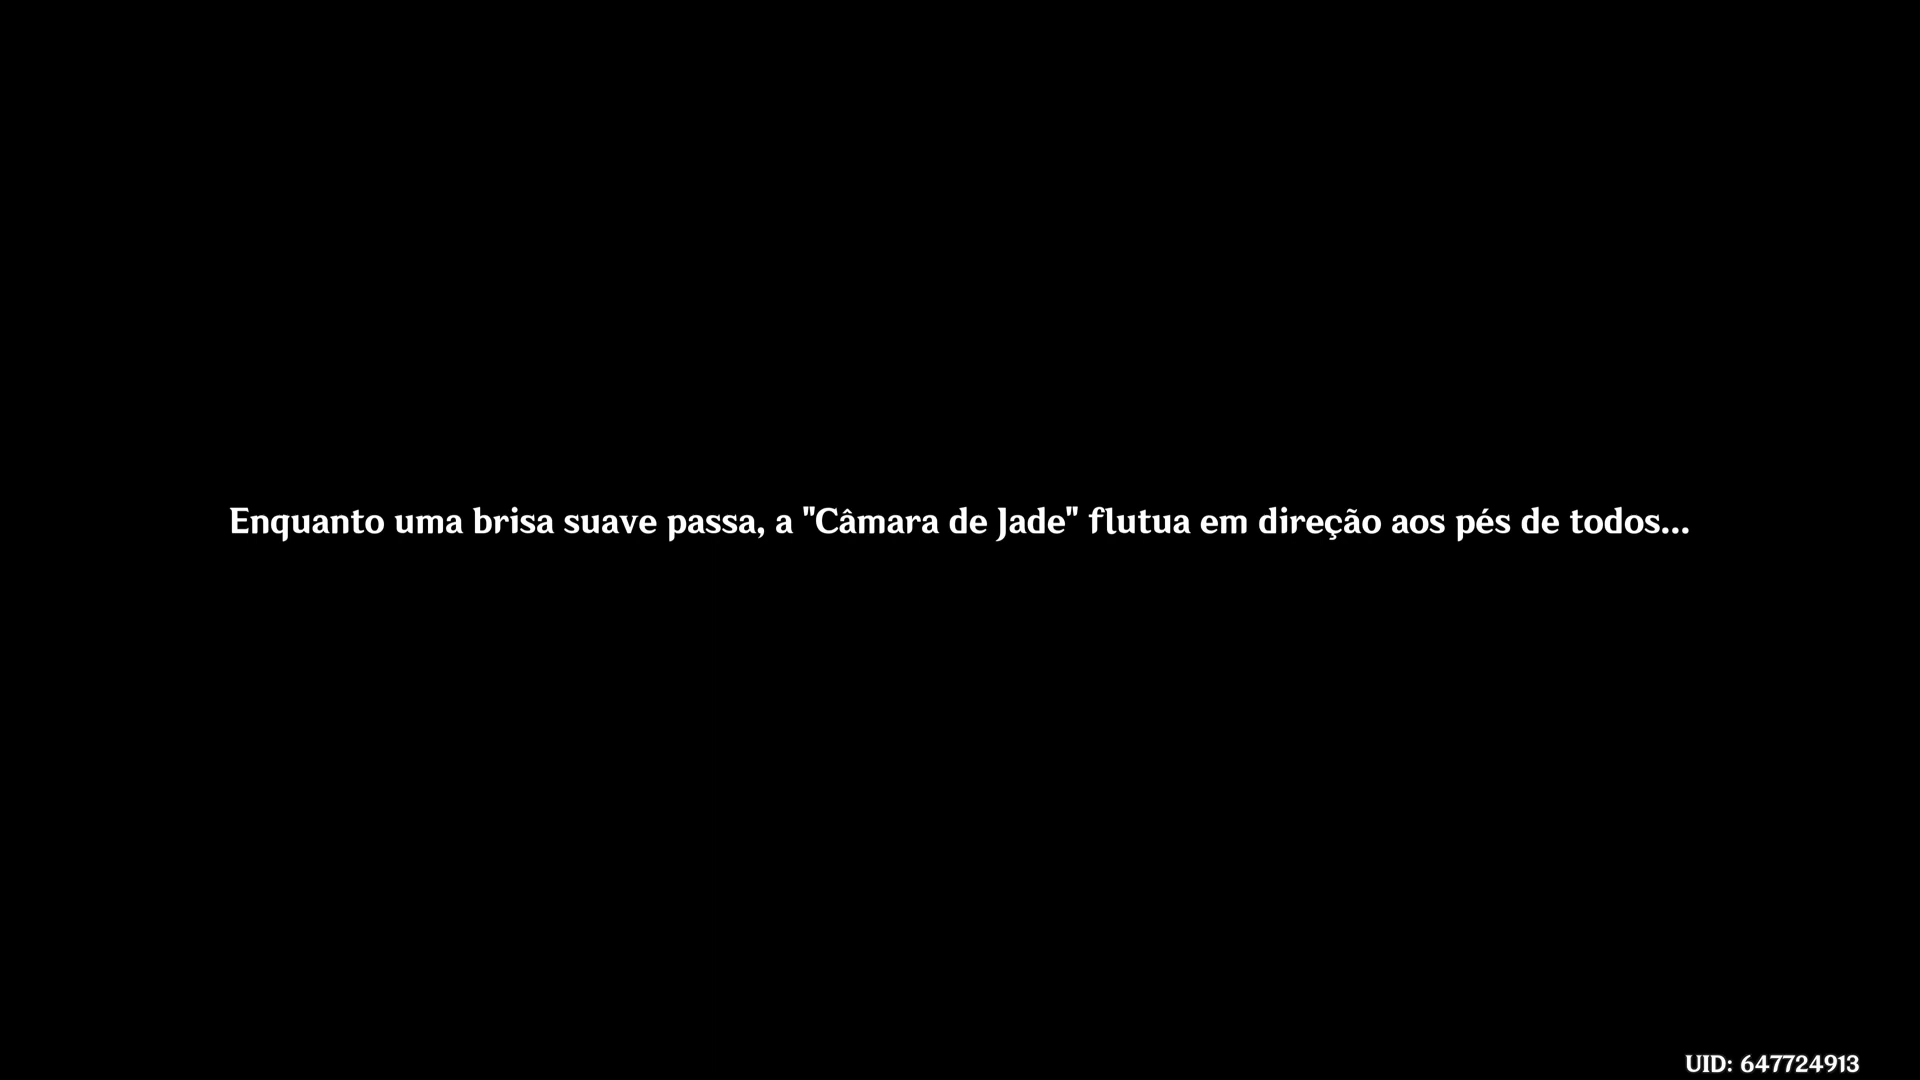 Enquanto uma brisa suave passa, a "Câmara de Jade" flutua em direção aos pés de todos...
UID: 647724913